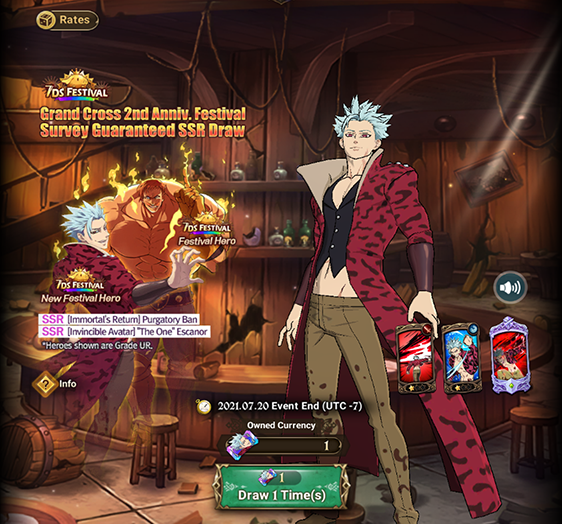 Rates
7DS FESTIVAL
Grand Cross 2nd Anniv. Festival
Survey Guaranteed SSR Draw
7DS FESTIVAL
Festival Hero
7DS FESTIVAL
New Festival Hero
SSR [Immortal's Return] Purgatory Ban
SSR [Invincible Avatar] "The One" Escanor
*Heroes shown are Grade UR.
Info
2021.07.20 Event End (UTC -7)
Owned Currency
1
1
Draw 1 Time(s)